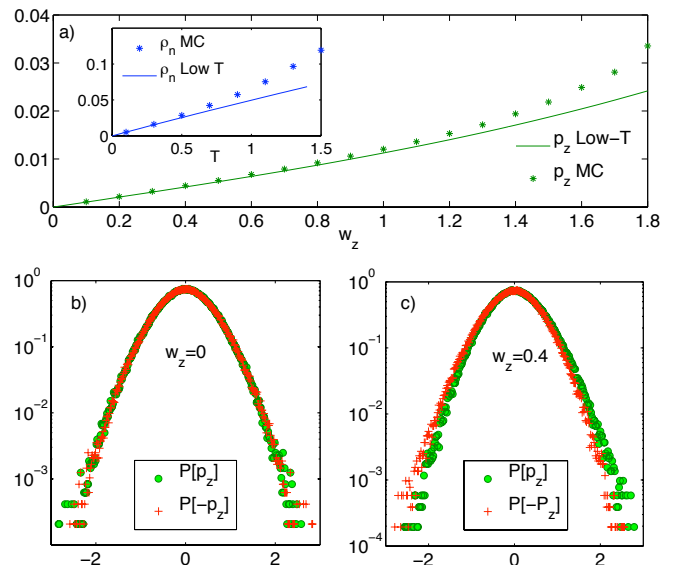 0.04
a)
0.03
0.02
0.01
0
ρn MC
ρn Low T
0.1
0.05
0
0 0.5 1 1.5
T
pz Low−T
pz MC
0 0.2 0.4 0.6 0.8 1 1.2 1.4 1.6 1.8
wz
b)
10^0
10^−1
10^−2
10^−3
wz=0
P[pz]
P[-pz]
−2 0 2
c)
10^0
10^−1
10^−2
10^−3
10^−4
wz=0.4
P[pz]
P[-Pz]
−2 0 2